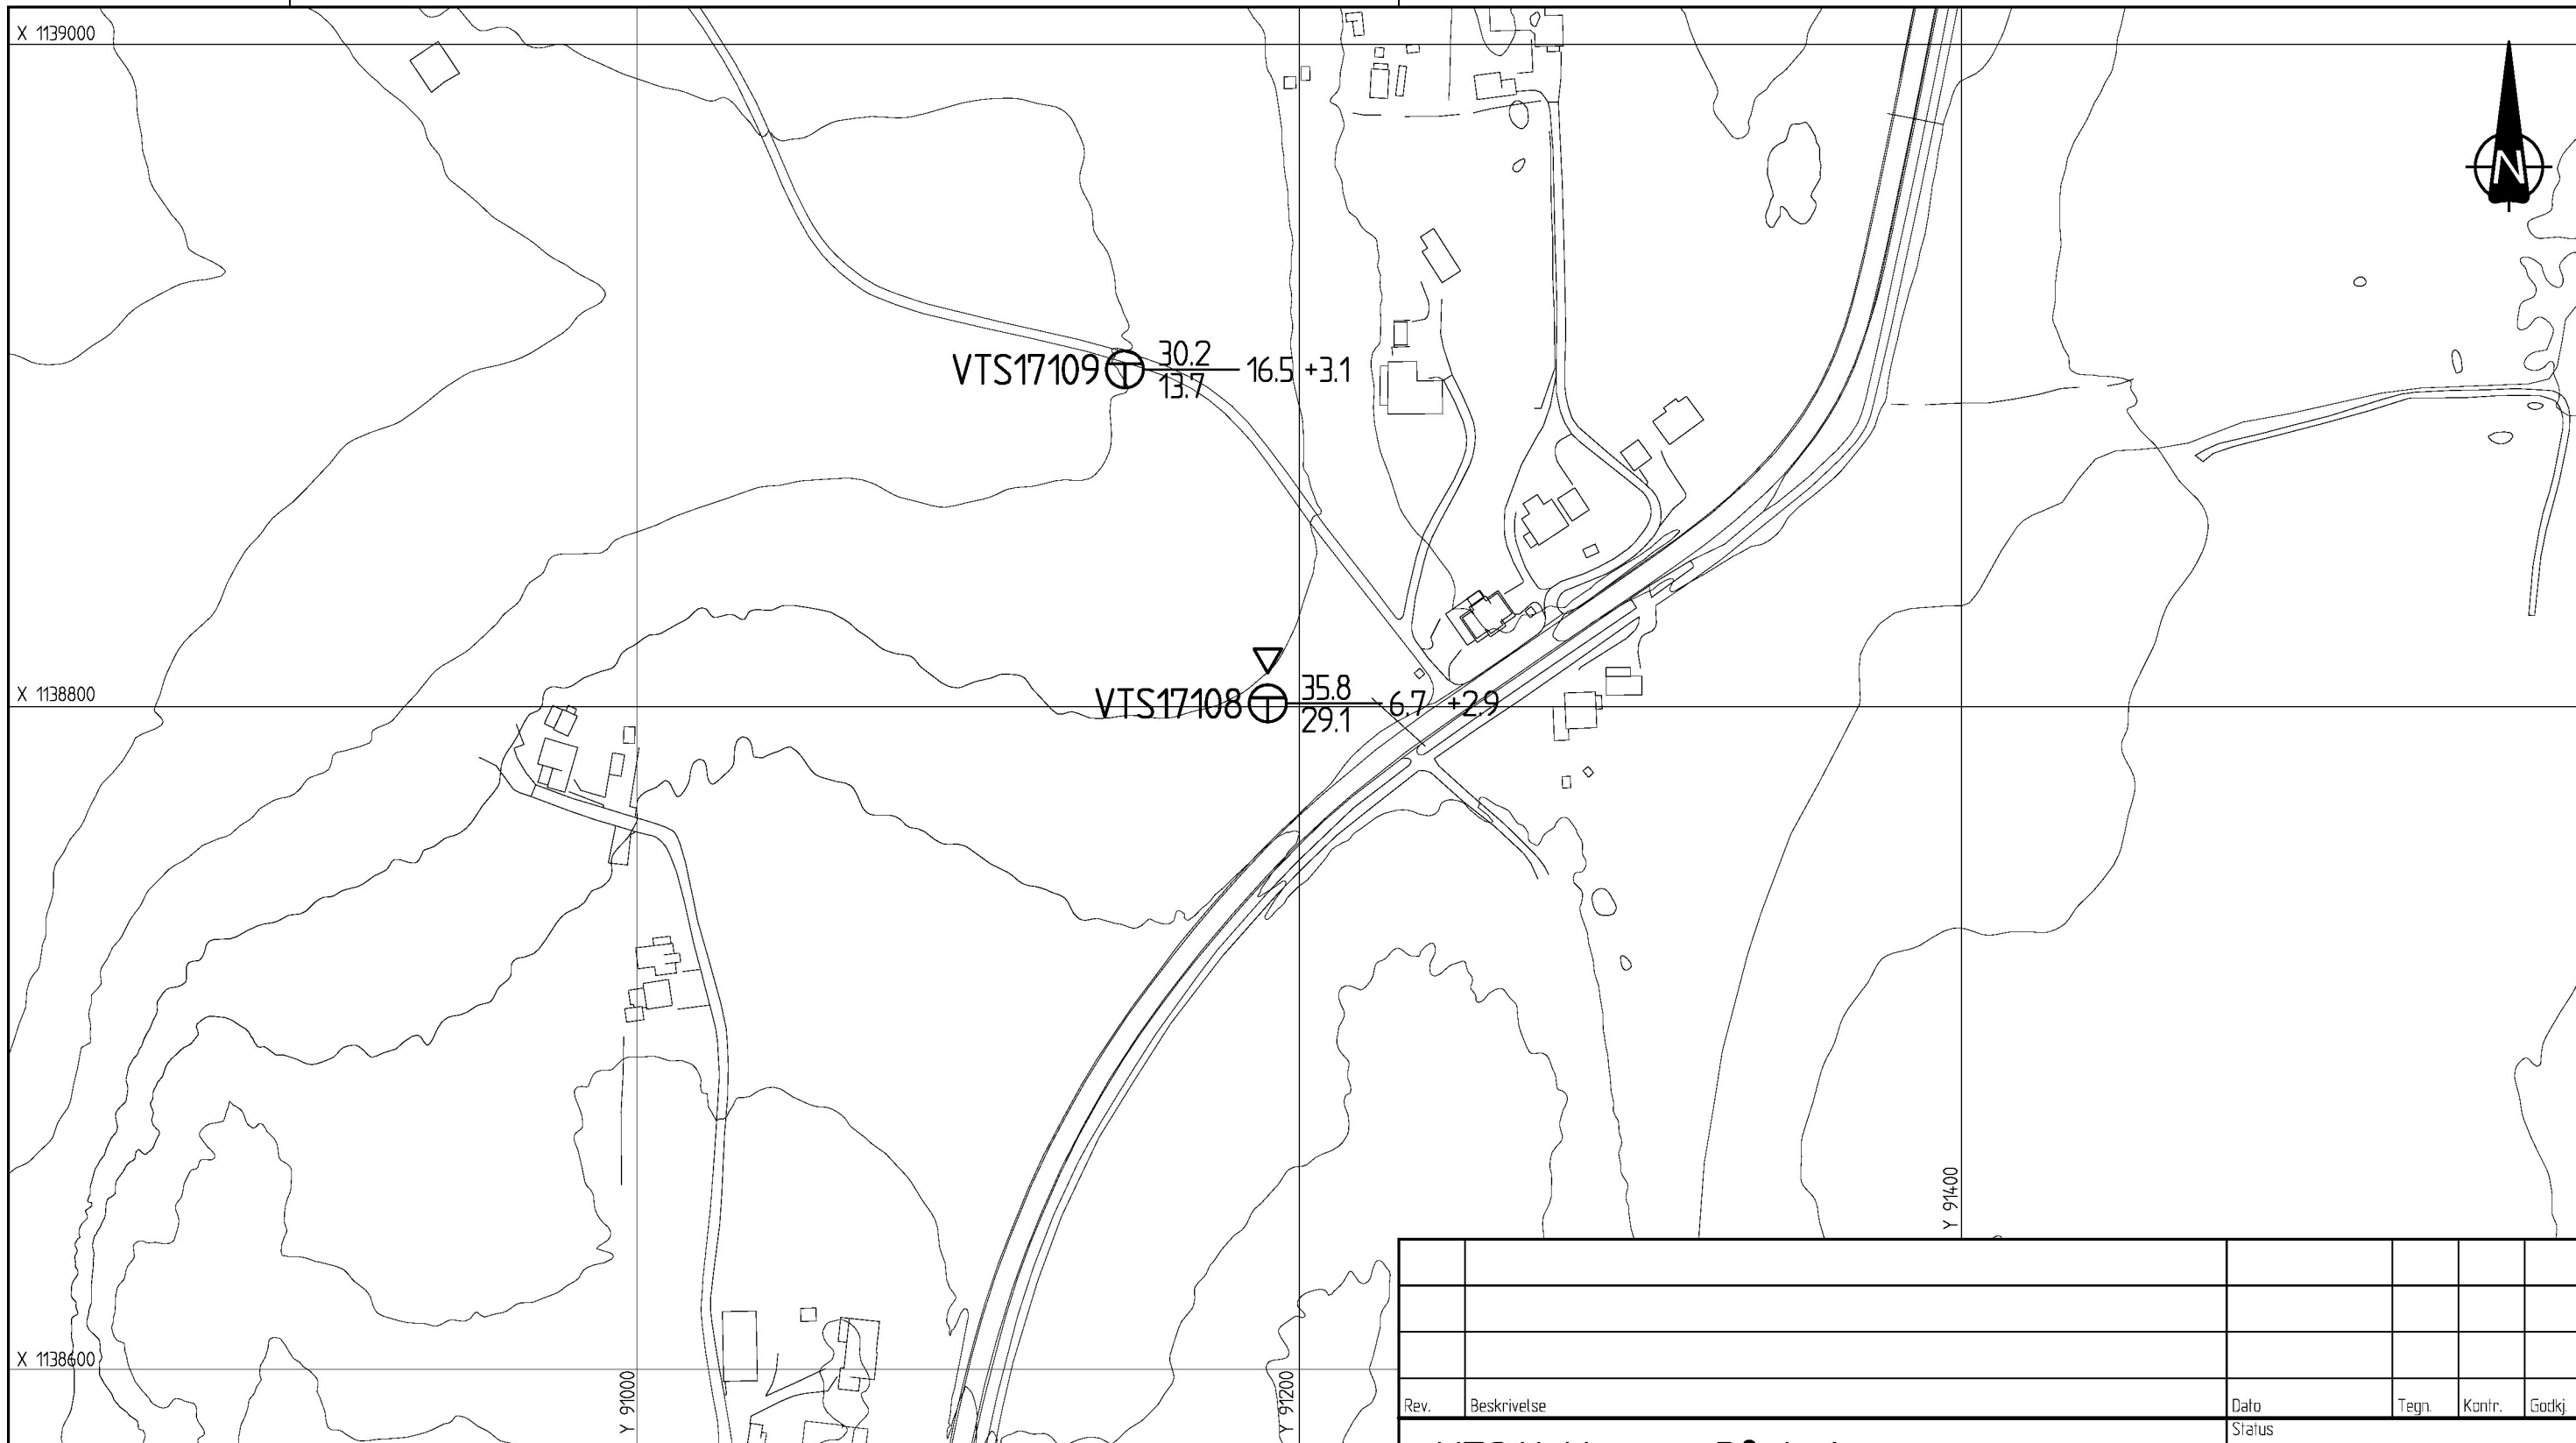 X 1139000
N
VTS17109 30.2 16.5 +3.1
13.7
X 1138800
VTS17108 35.8 6.7 +2.9
29.1
Y 91400
X 1138600
Y 91000
Y 91200
Rev. Beskrivelse Dato Tegn. Kontr. Godkj.
Status